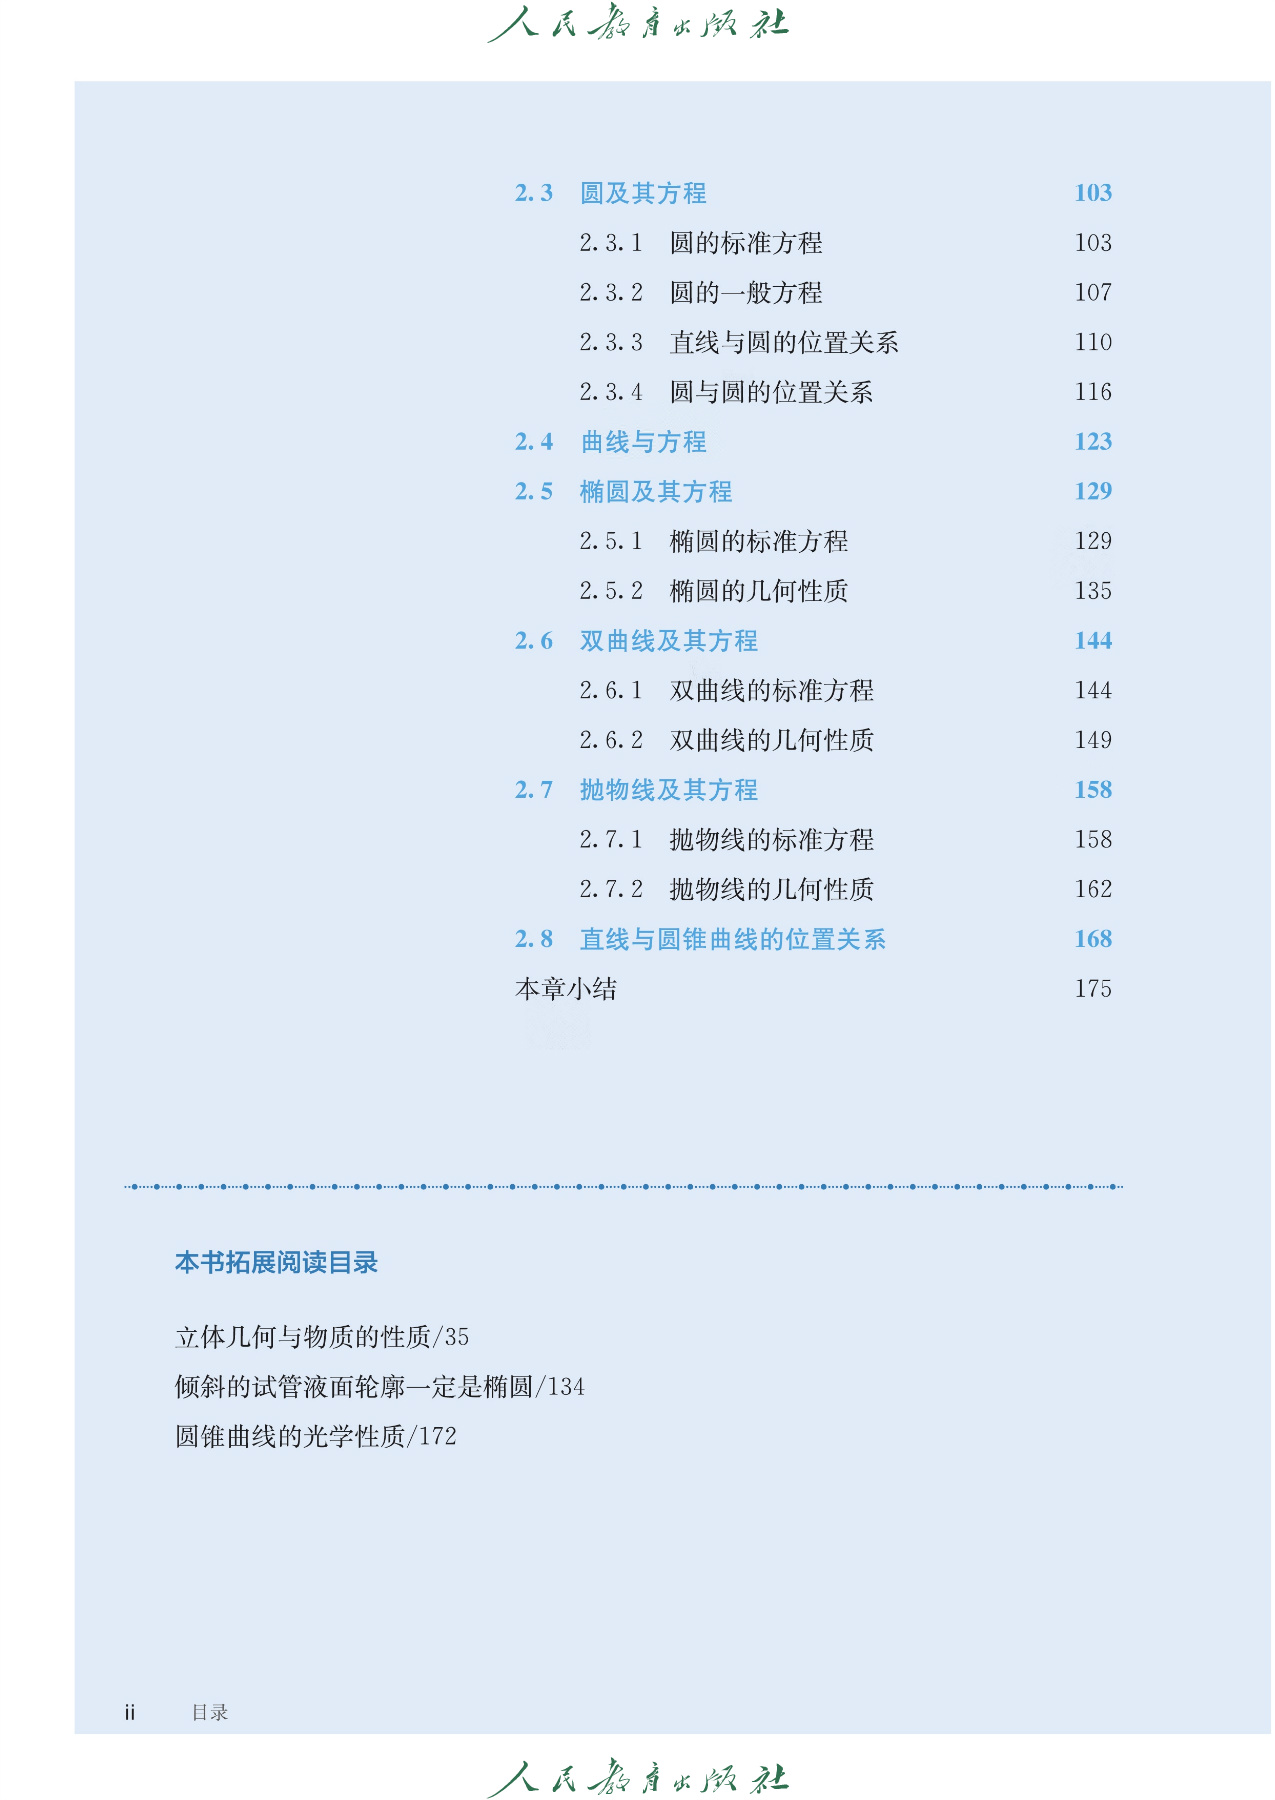 人民教育出版社
2.3 圆及其方程 103
2.3.1 圆的标准方程 103
2.3.2 圆的一般方程 107
2.3.3 直线与圆的位置关系 110
2.3.4 圆与圆的位置关系 116
2.4 曲线与方程 123
2.5 椭圆及其方程 129
2.5.1 椭圆的标准方程 129
2.5.2 椭圆的几何性质 135
2.6 双曲线及其方程 144
2.6.1 双曲线的标准方程 144
2.6.2 双曲线的几何性质 149
2.7 抛物线及其方程 158
2.7.1 抛物线的标准方程 158
2.7.2 抛物线的几何性质 162
2.8 直线与圆锥曲线的位置关系 168
本章小结 175
本书拓展阅读目录
立体几何与物质的性质/35
倾斜的试管液面轮廓一定是椭圆/134
圆锥曲线的光学性质/172
ii 目录
人民教育出版社